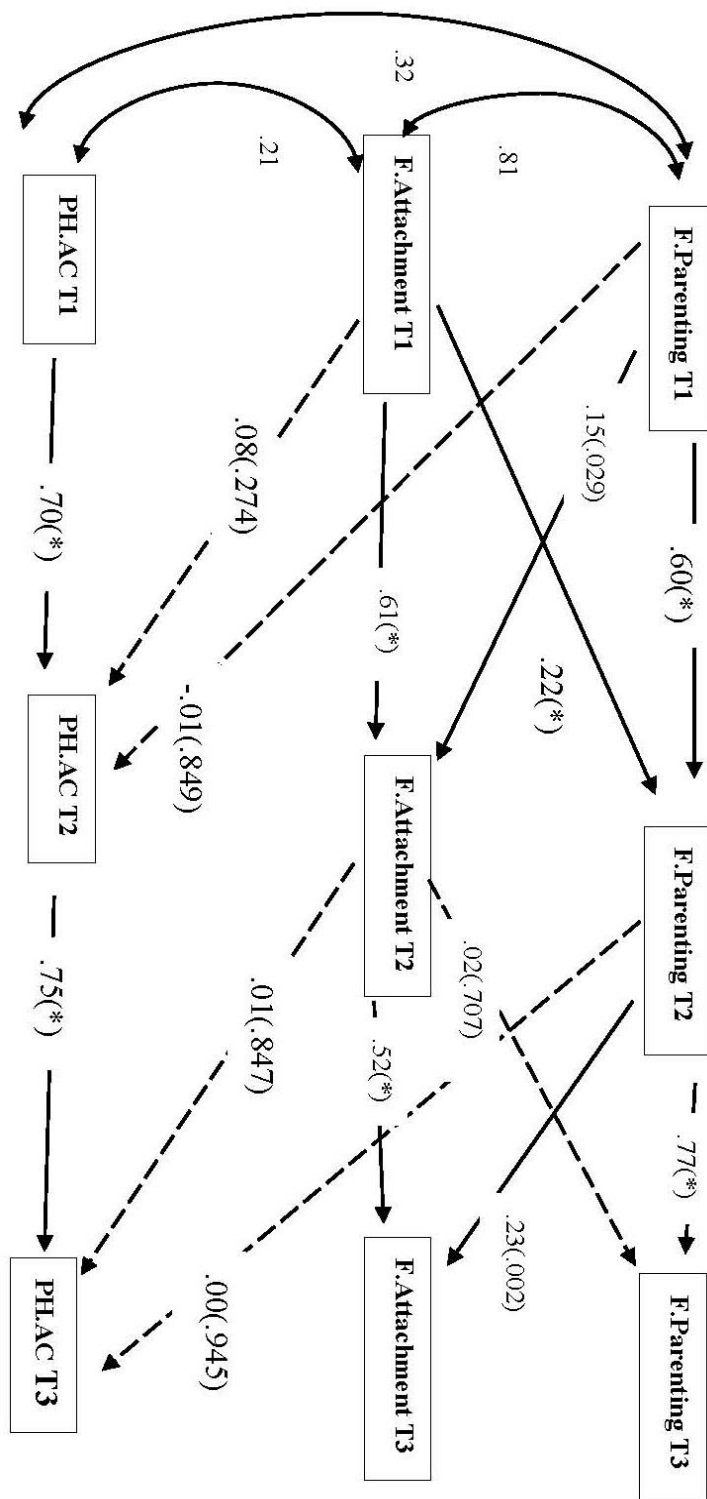 F.Parenting T1
.60(*)
F.Parenting T2
.77(*)
F.Parenting T3
.81
.32
.15(.029)
.22(*)
.02(.707)
.23(.002)
F.Attachment T1
.61(*)
F.Attachment T2
.52(*)
F.Attachment T3
.21
.08(.274)
-.01(.849)
.01(.847)
.00(.945)
PH.AC T1
.70(*)
PH.AC T2
.75(*)
PH.AC T3